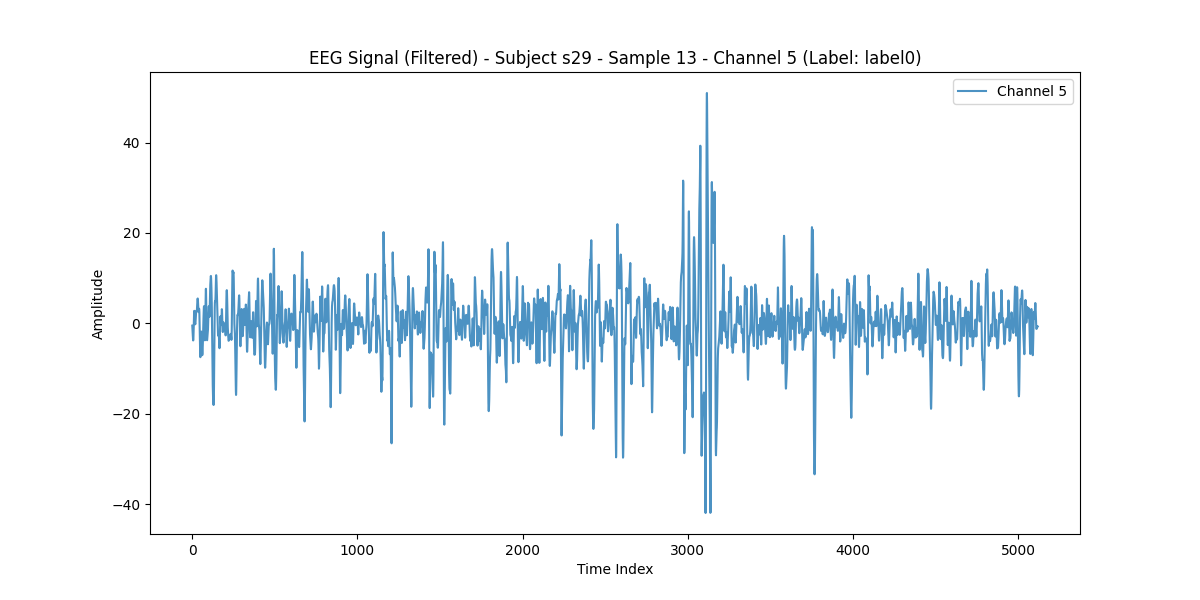 EEG Signal (Filtered) - Subject s29 - Sample 13 - Channel 5 (Label: label0)
Channel 5
40
20
0
−20
−40
Amplitude
0
1000
2000
3000
4000
5000
Time Index